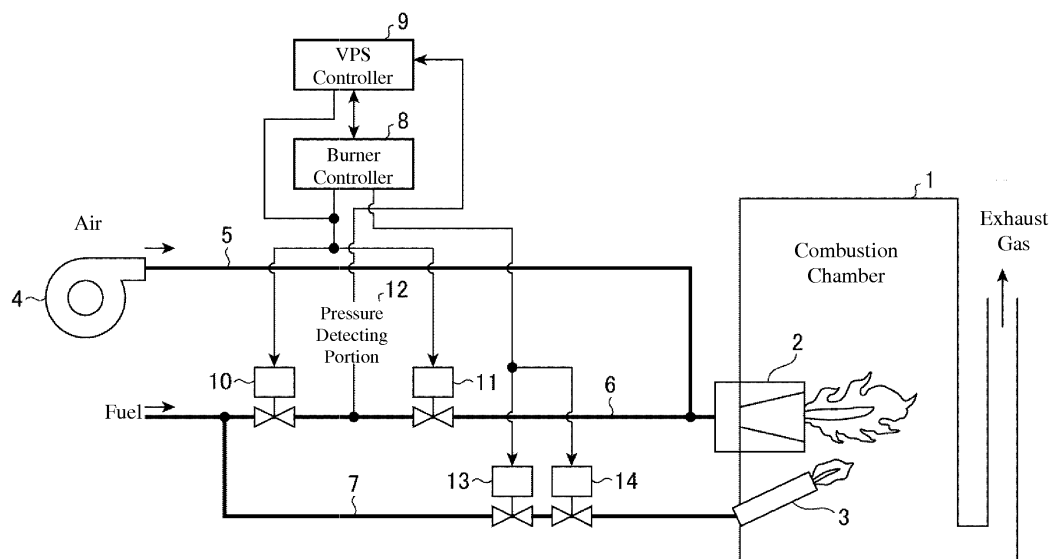 9
VPS
Controller
8
Burner
Controller
1
Air
Exhaust
Gas
5
Combustion
Chamber
4
12
Pressure
Detecting
Portion
2
10
11
6
Fuel
13
14
7
3